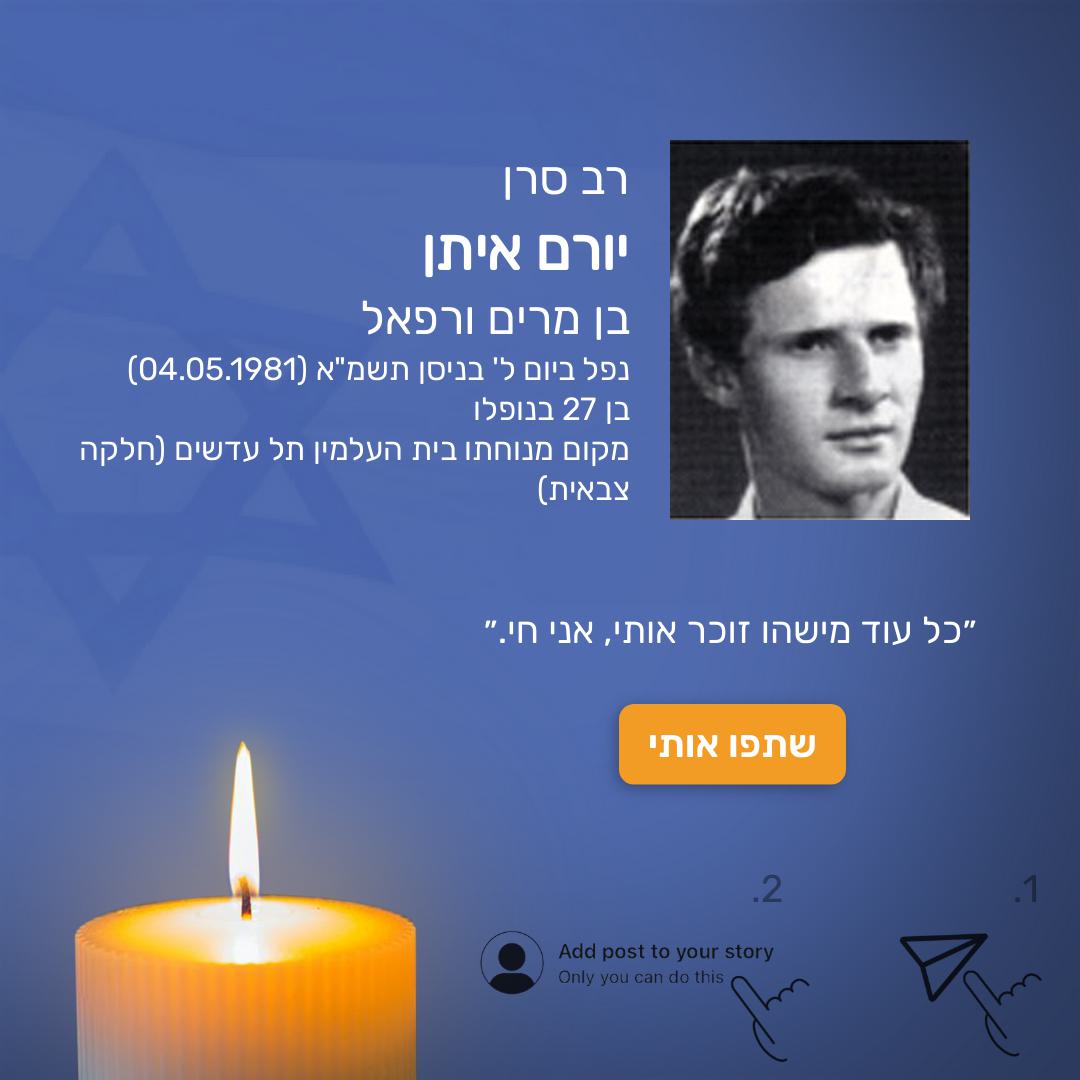 רב סרן
יורם איתן
בן מרים ורפאל
נפל ביום ל' בניסן תשמ"א (04.05.1981)
בן 27 בנופלו
מקום מנוחתו בית העלמין תל עדשים (חלקה
צבאית)
״כל עוד מישהו זוכר אותי, אני חי.״
שתפו אותי
1.
2.
Add post to your story
Only you can do this